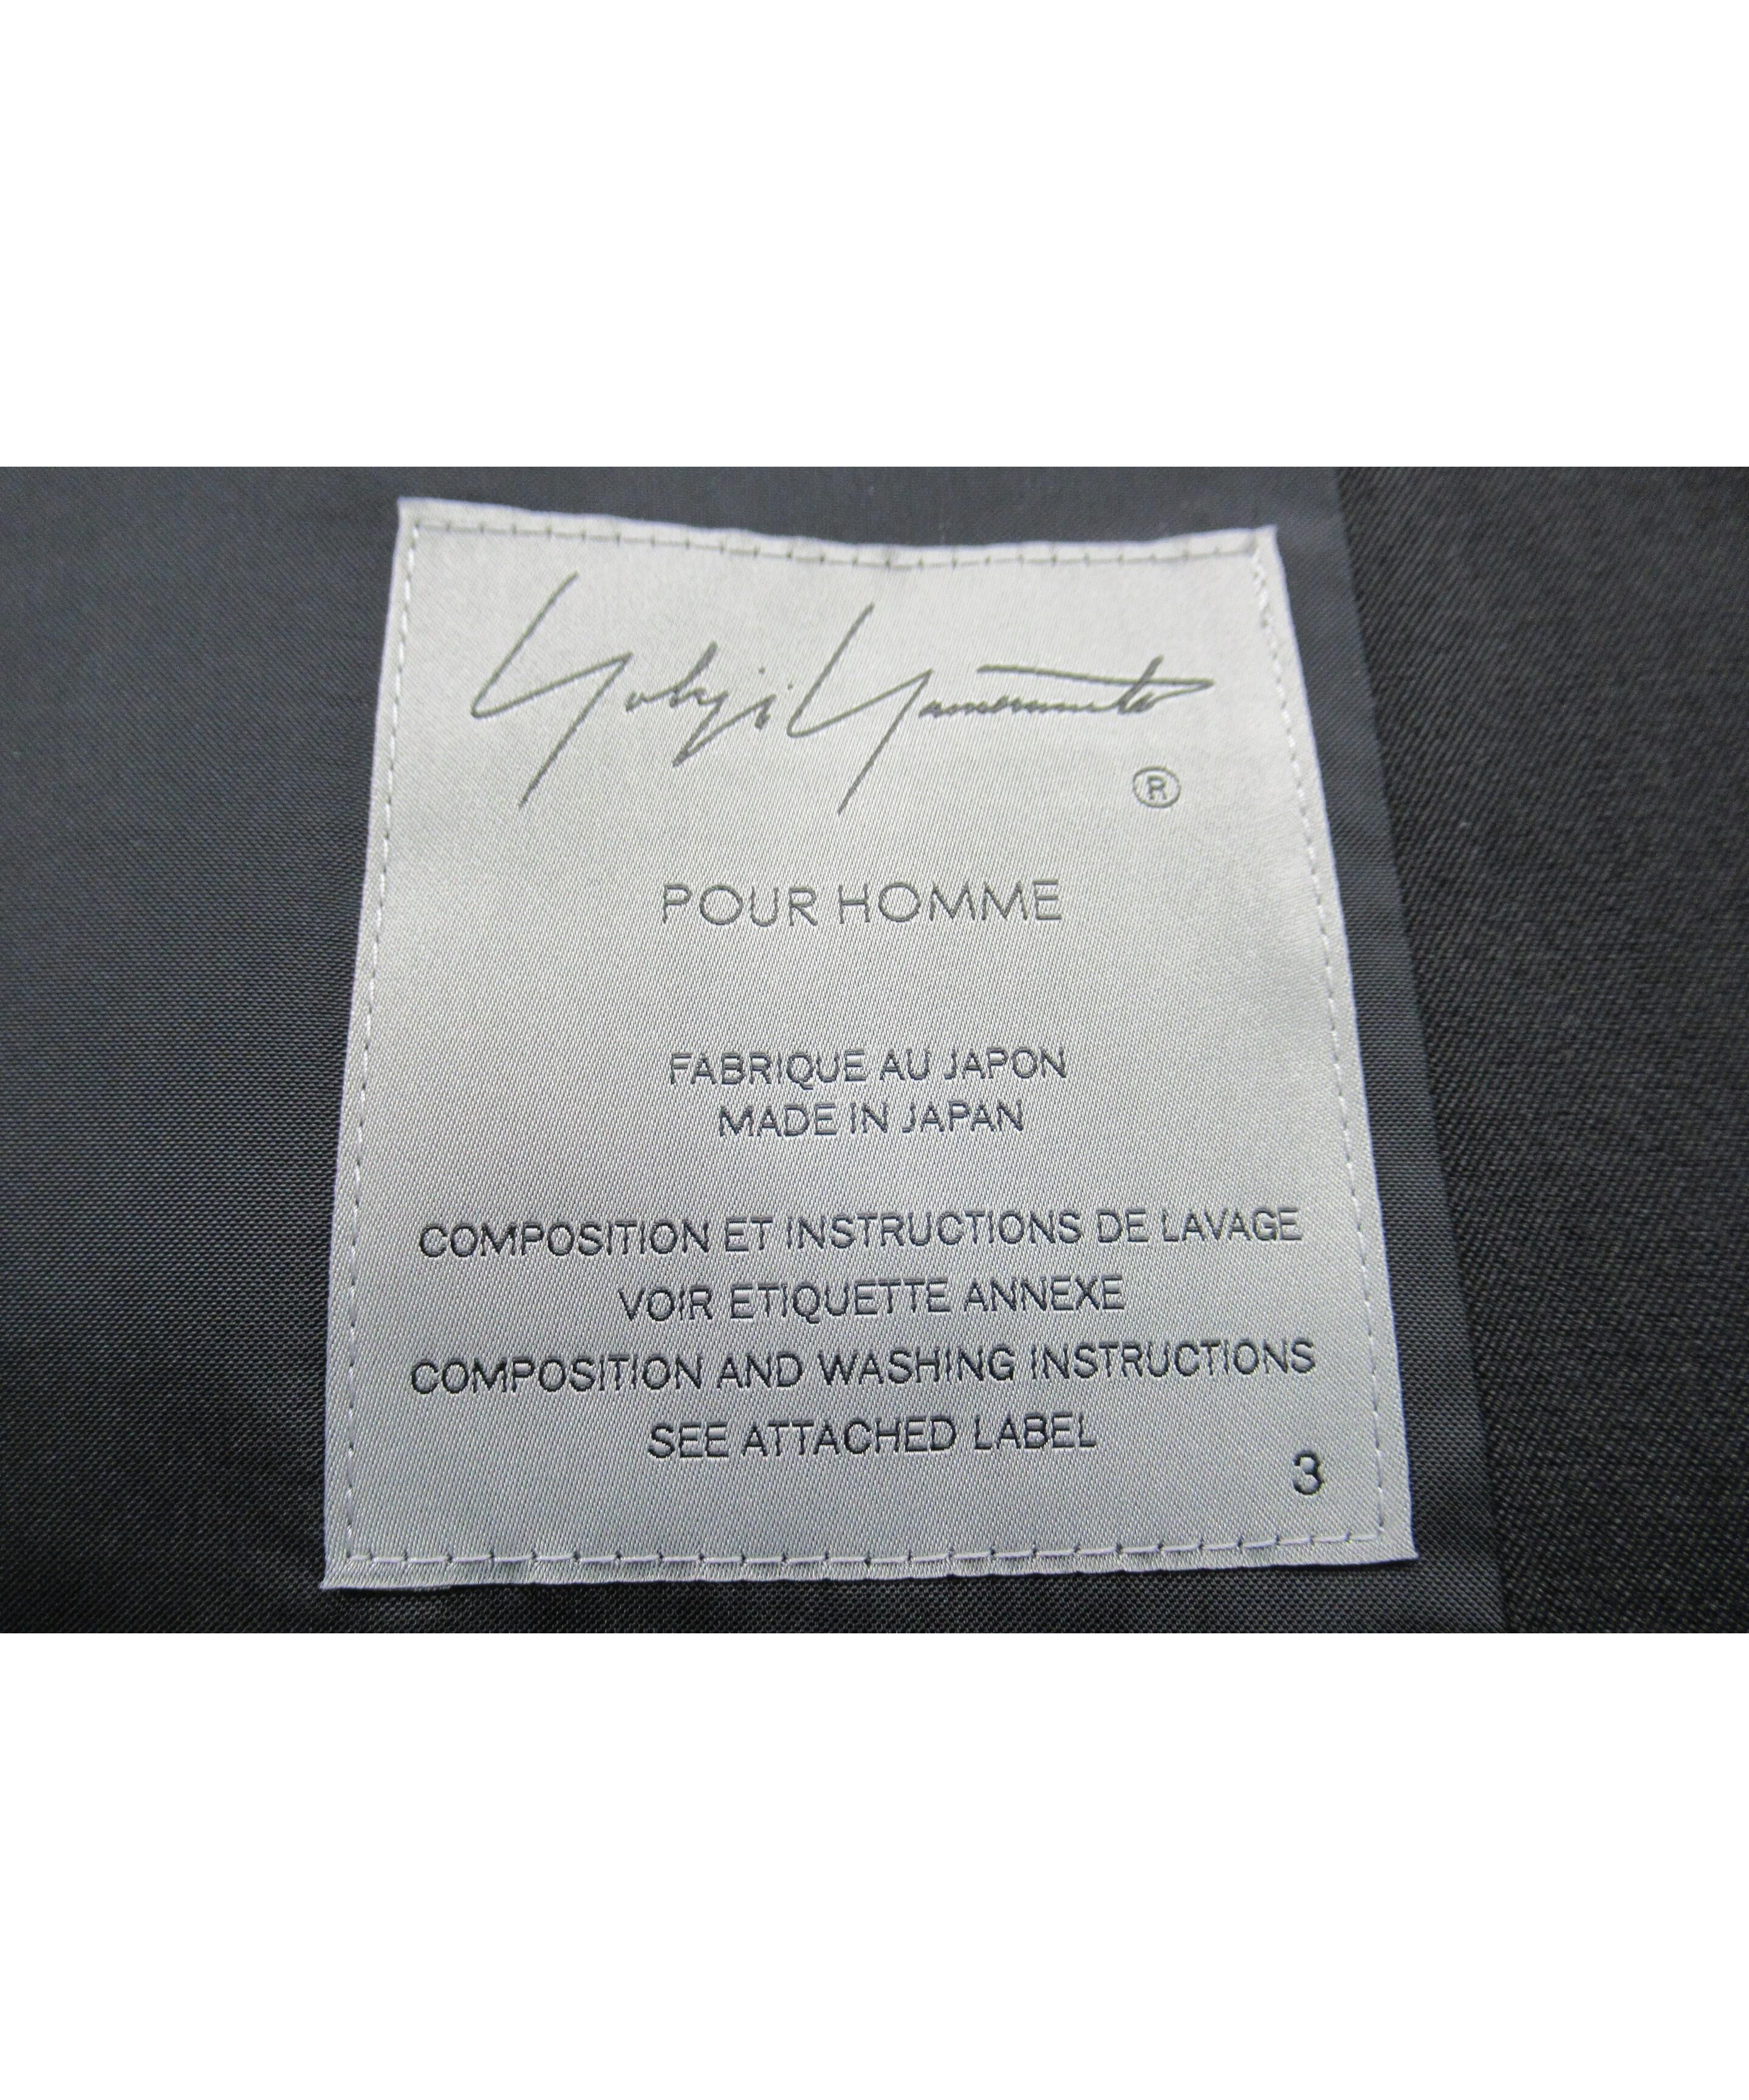 Yohji Yamamoto
®
POUR HOMME
FABRIQUE AU JAPON
MADE IN JAPAN
COMPOSITION ET INSTRUCTIONS DE LAVAGE
VOIR ETIQUETTE ANNEXE
COMPOSITION AND WASHING INSTRUCTIONS
SEE ATTACHED LABEL
3